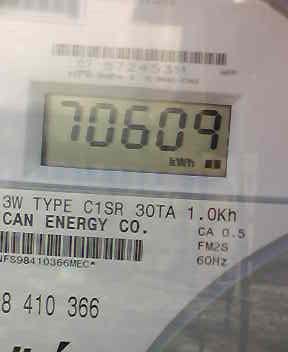 70609
kWh
3W TYPE C1SR 30TA 1.0Kh
CAN ENERGY CO.
CA 0.5
FM2S
60Hz
NFS98410366MEC*
8 410 366